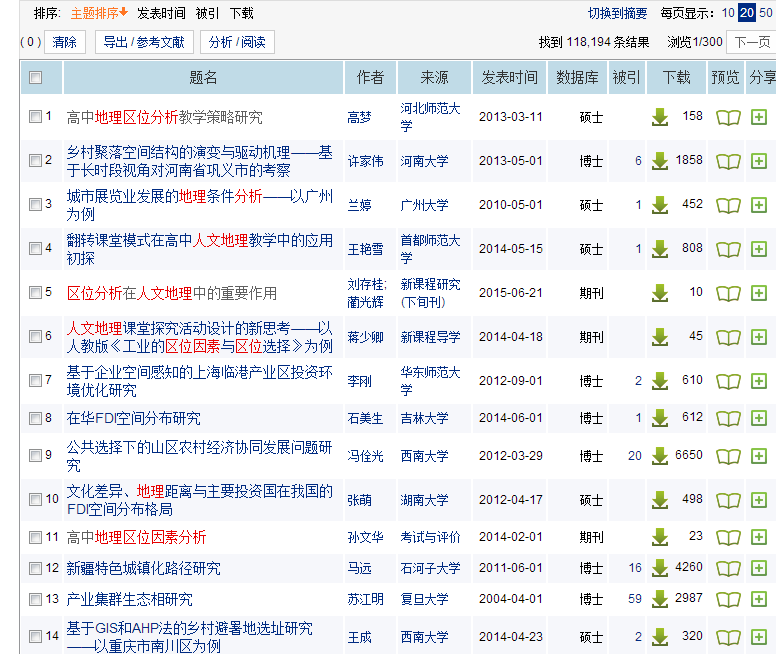 排序: 主题排序 发表时间 被引 下载 切换到摘要 每页显示: 10 20 50
( 0 ) 清除 导出 / 参考文献 分析 / 阅读 找到 118,194 条结果 浏览1/300 下一页
题名 作者 来源 发表时间 数据库 被引 下载 预览 分享
1 高中地理区位分析教学策略研究 高梦 河北师范大学 2013-03-11 硕士 158
2 乡村聚落空间结构的演变与驱动机理——基
于长时段视角对河南省巩义市的考察 许家伟 河南大学 2013-05-01 博士 6 1858
3 城市展览业发展的地理条件分析——以广州
为例 兰婷 广州大学 2010-05-01 硕士 1 452
4 翻转课堂模式在高中人文地理教学中的应用
初探 王艳雪 首都师范大学 2014-05-15 硕士 1 808
5 区位分析在人文地理中的重要作用 刘存桂; 蔺光辉 新课程研究(下旬刊) 2015-06-21 期刊 10
6 人文地理课堂探究活动设计的新思考——以
人教版《工业的区位因素与区位选择》为例 蒋少卿 新课程导学 2014-04-18 期刊 45
7 基于企业空间感知的上海临港产业区投资环
境优化研究 李刚 华东师范大学 2012-09-01 博士 2 610
8 在华FDI空间分布研究 石美生 吉林大学 2014-06-01 博士 1 612
9 公共选择下的山区农村经济协同发展问题研
究 冯佺光 西南大学 2012-03-29 博士 20 6650
10 文化差异、地理距离与主要投资国在我国的
FDI空间分布格局 张萌 湖南大学 2012-04-17 硕士 498
11 高中地理区位因素分析 孙文华 考试与评价 2014-02-01 期刊 23
12 新疆特色城镇化路径研究 马远 石河子大学 2011-06-01 博士 16 4260
13 产业集群生态相研究 苏江明 复旦大学 2004-04-01 博士 59 2987
14 基于GIS和AHP法的乡村避暑地选址研究
——以重庆市南川区为例 王成 西南大学 2014-04-23 硕士 2 320